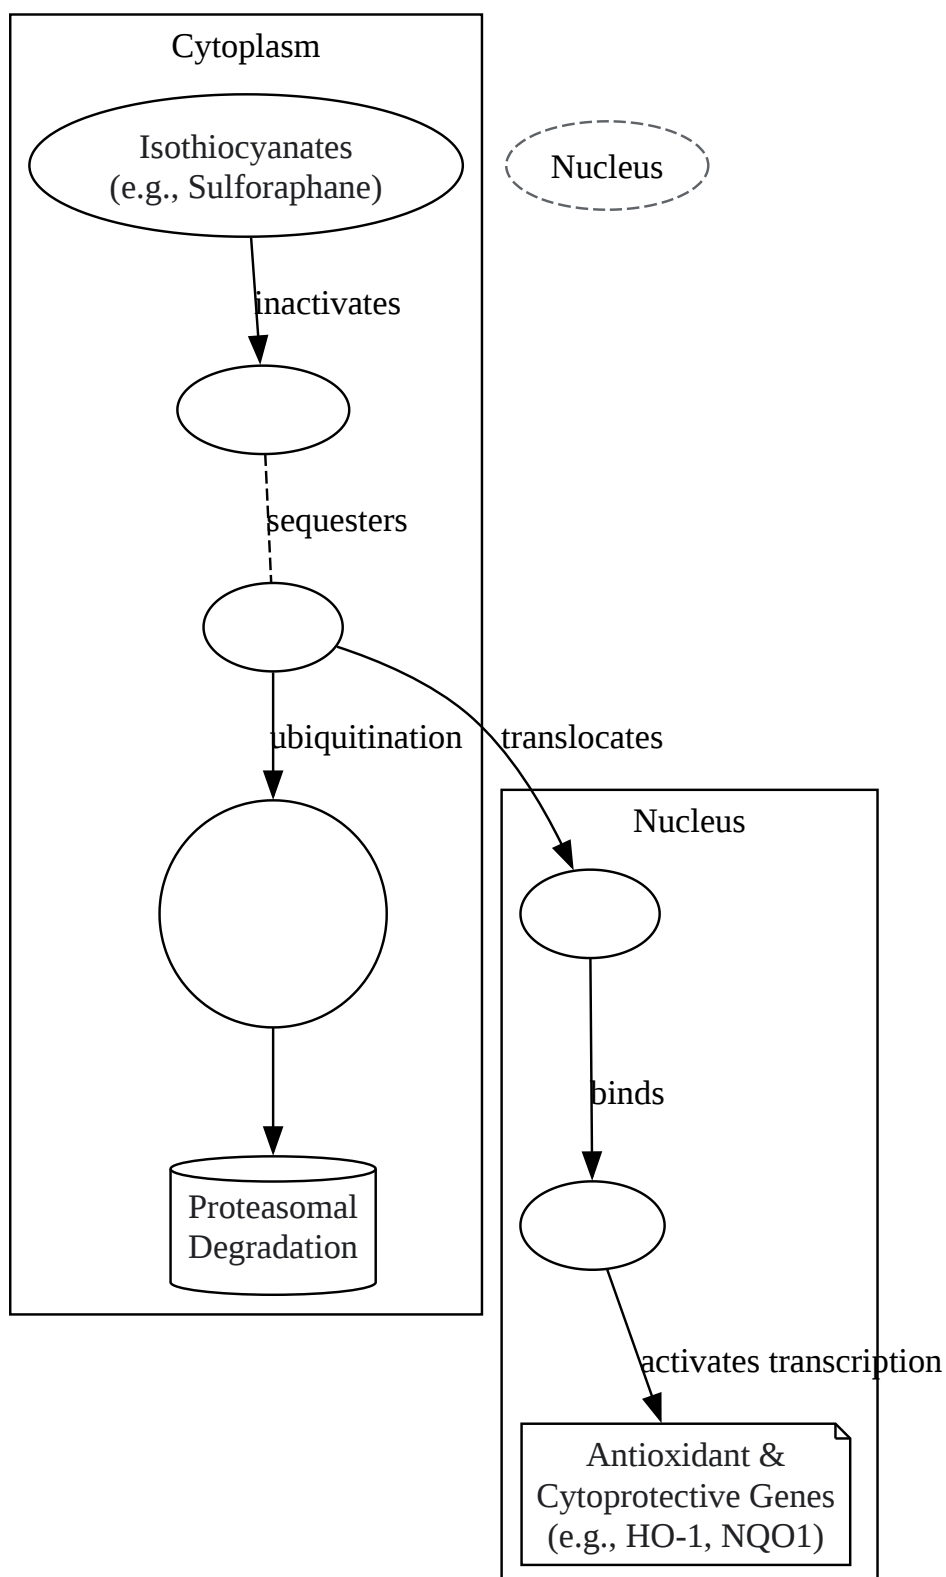 Cytoplasm
Isothiocyanates
(e.g., Sulforaphane)
Nucleus
inactivates
sequesters
ubiquitination
translocates
Nucleus
binds
Proteasomal
Degradation
activates transcription
Antioxidant &
Cytoprotective Genes
(e.g., HO-1, NQO1)